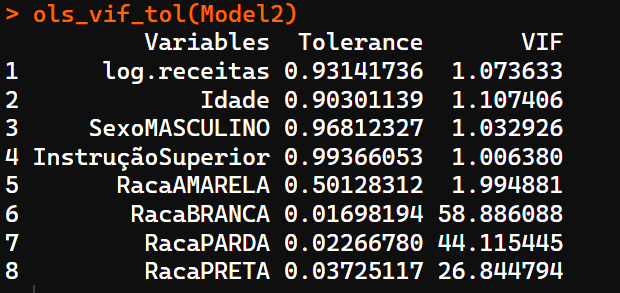 > ols_vif_tol(Model2)
Variables Tolerance VIF
1 log.receitas 0.93141736 1.073633
2 Idade 0.90301139 1.107406
3 SexoMASCULINO 0.96812327 1.032926
4 InstruçãoSuperior 0.99366053 1.006380
5 RacaAMARELA 0.50128312 1.994881
6 RacaBRANCA 0.01698194 58.886088
7 RacaPARDA 0.02266780 44.115445
8 RacaPRETA 0.03725117 26.844794